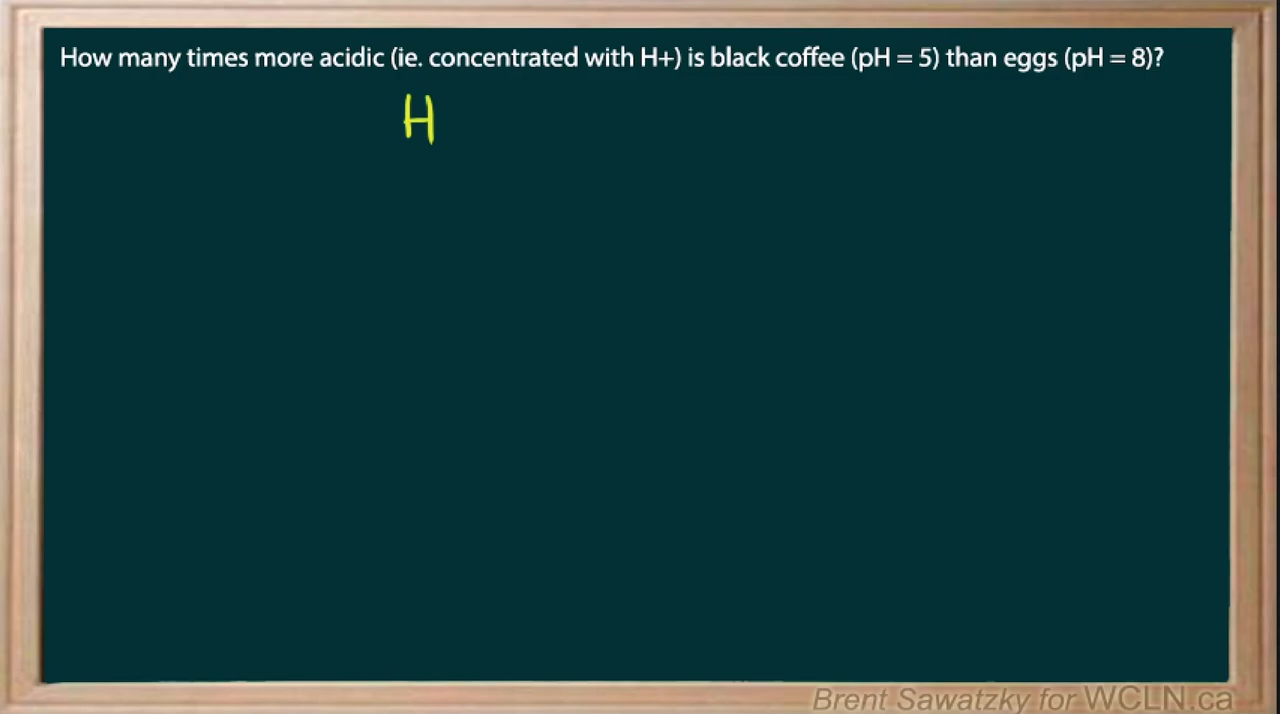 How many times more acidic (ie. concentrated with H+) is black coffee (pH = 5) than eggs (pH = 8)?
H
Brent Sawatzky for WCLN.ca